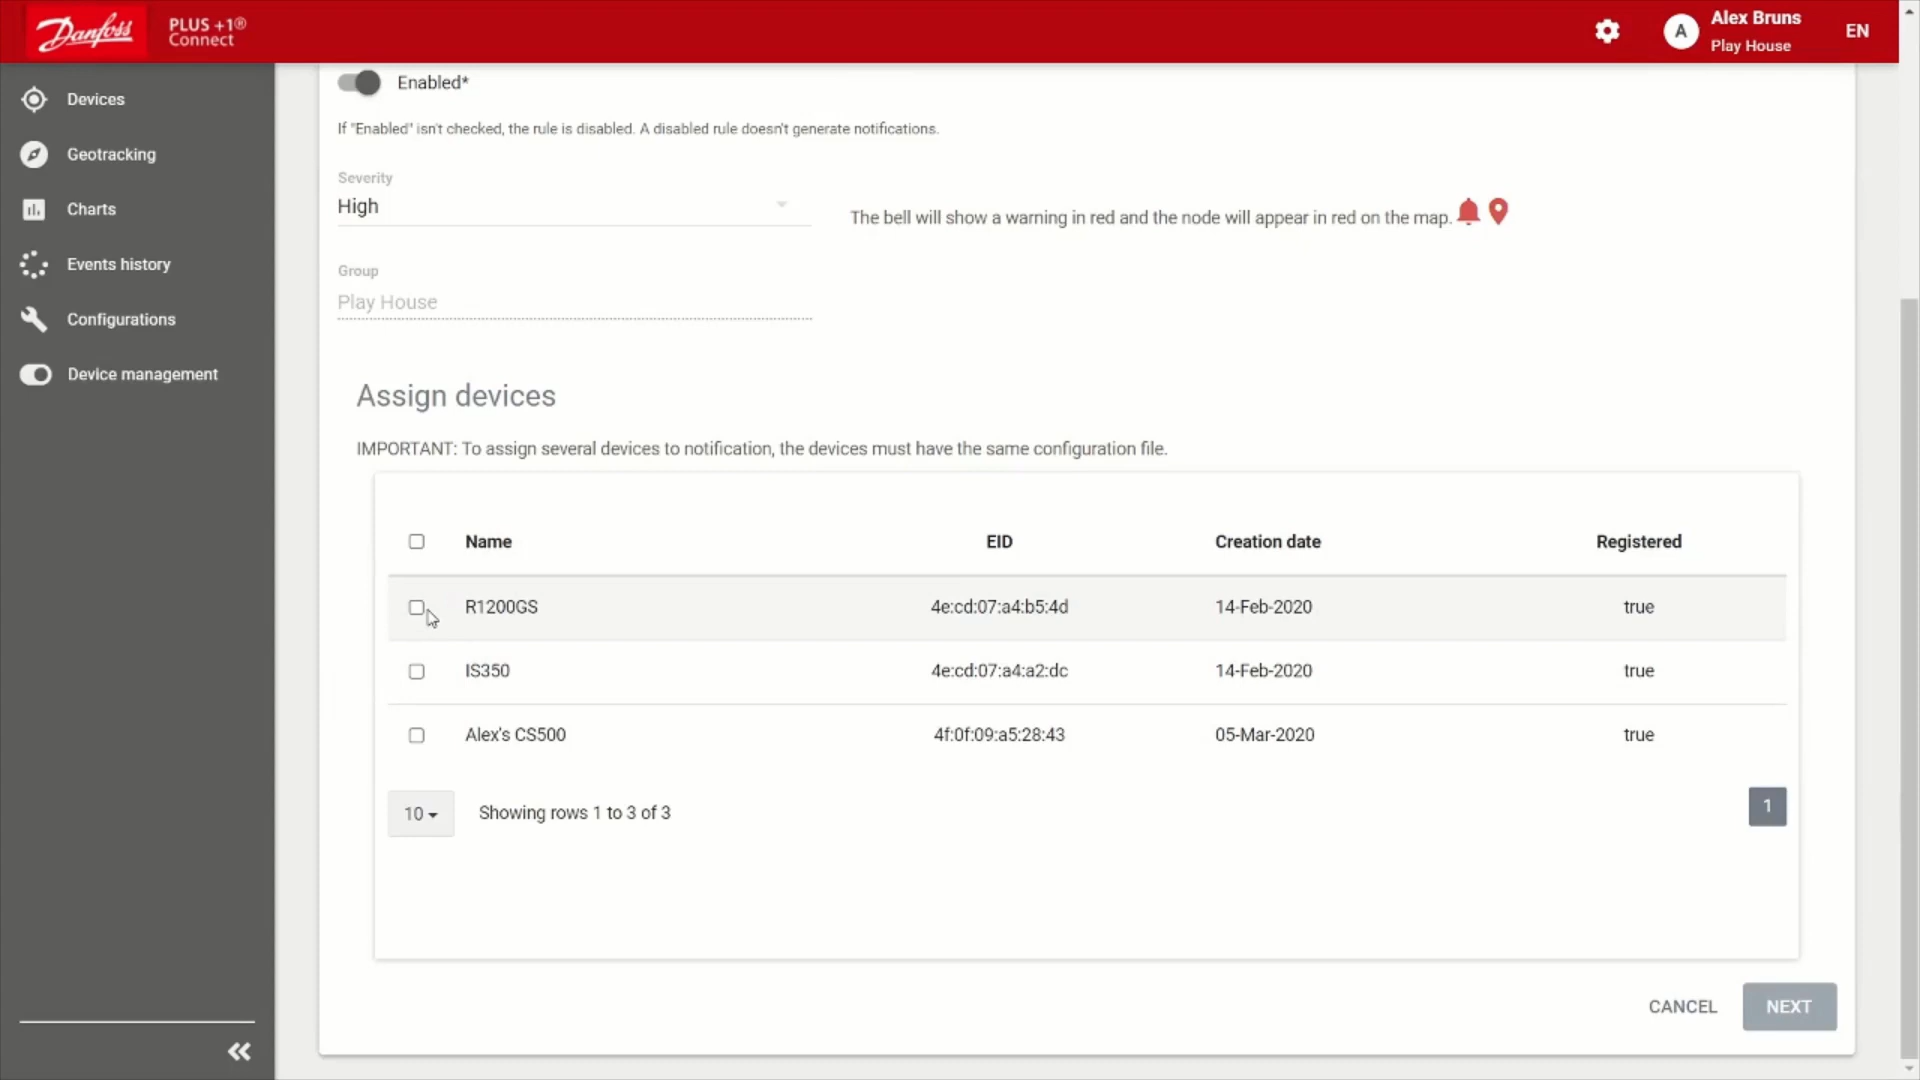 Danfoss
PLUS +1®
Connect
Alex Bruns
Play House
A
EN
Devices
Geotracking
Charts
Events history
Configurations
Device management
Enabled*
If "Enabled" isn't checked, the rule is disabled. A disabled rule doesn't generate notifications.
Severity
High
The bell will show a warning in red and the node will appear in red on the map.
Group
Play House
Assign devices
IMPORTANT: To assign several devices to notification, the devices must have the same configuration file.
Name EID Creation date Registered
R1200GS 4e:cd:07:a4:b5:4d 14-Feb-2020 true
IS350 4e:cd:07:a4:a2:dc 14-Feb-2020 true
Alex's CS500 4f:0f:09:a5:28:43 05-Mar-2020 true
10 Showing rows 1 to 3 of 3 1
CANCEL NEXT